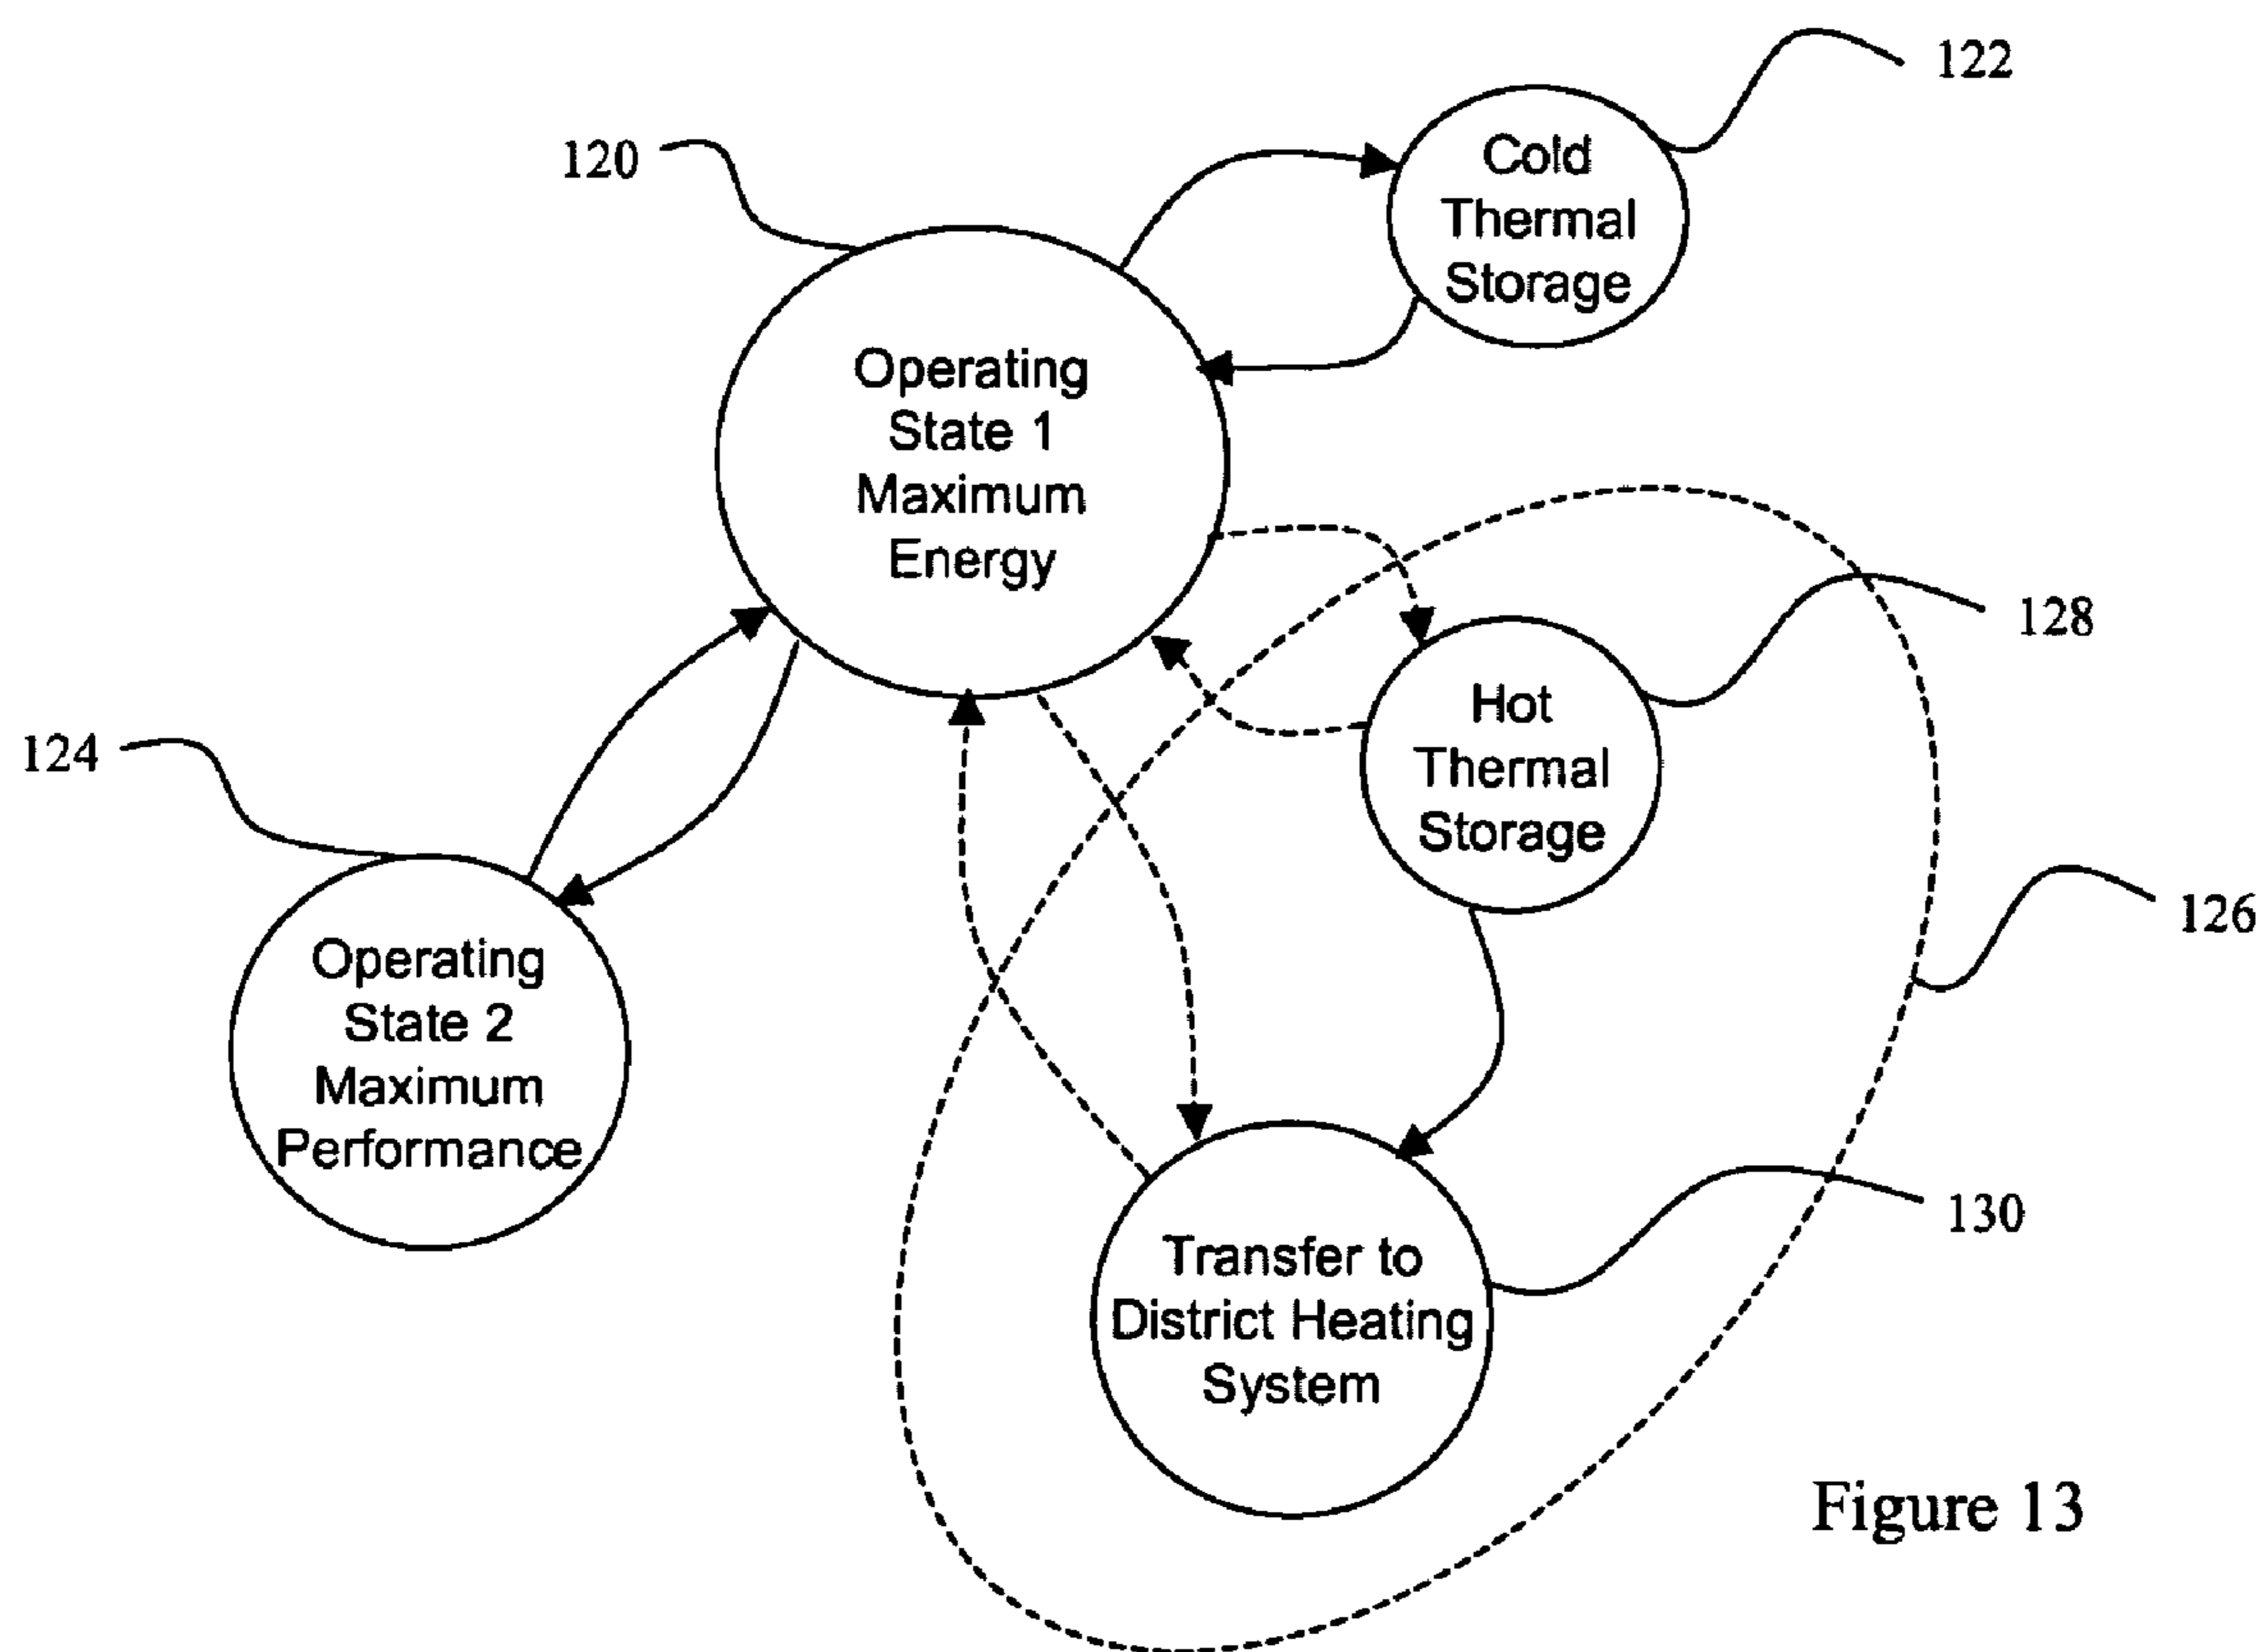 122
Cold
Thermal
Storage
120
Operating
State 1
Maximum
Energy
128
Hot
Thermal
Storage
124
126
Operating
State 2
Maximum
Performance
130
Transfer to
District Heating
System
Figure 13